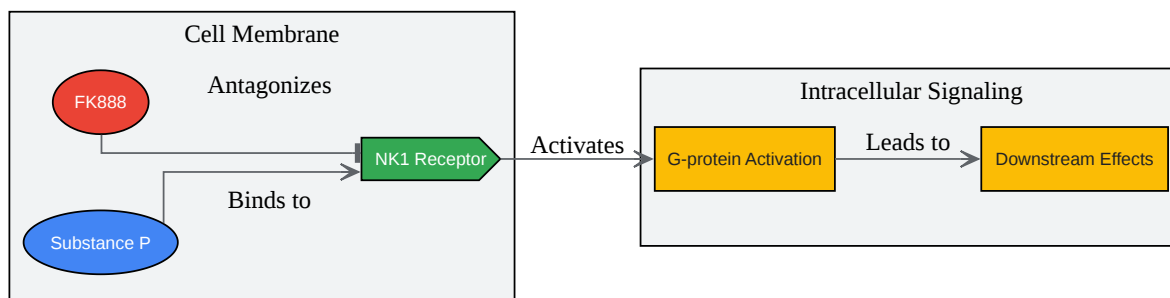 Cell Membrane
Antagonizes
FK888
NK1 Receptor
Binds to
Substance P
Activates
Intracellular Signaling
G-protein Activation
Leads to
Downstream Effects